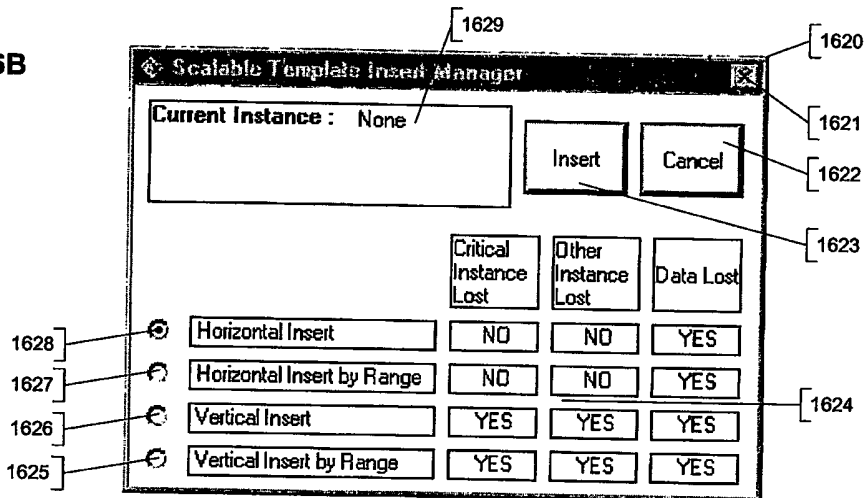 6B
1629
1620
Scalable Template Insert Manager
1621
Current Instance : None
Insert
Cancel
1622
1623
Critical
Instance
Lost
Other
Instance
Lost
Data Lost
1628
Horizontal Insert
NO
NO
YES
1627
Horizontal Insert by Range
NO
NO
YES
1624
1626
Vertical Insert
YES
YES
YES
1625
Vertical Insert by Range
YES
YES
YES